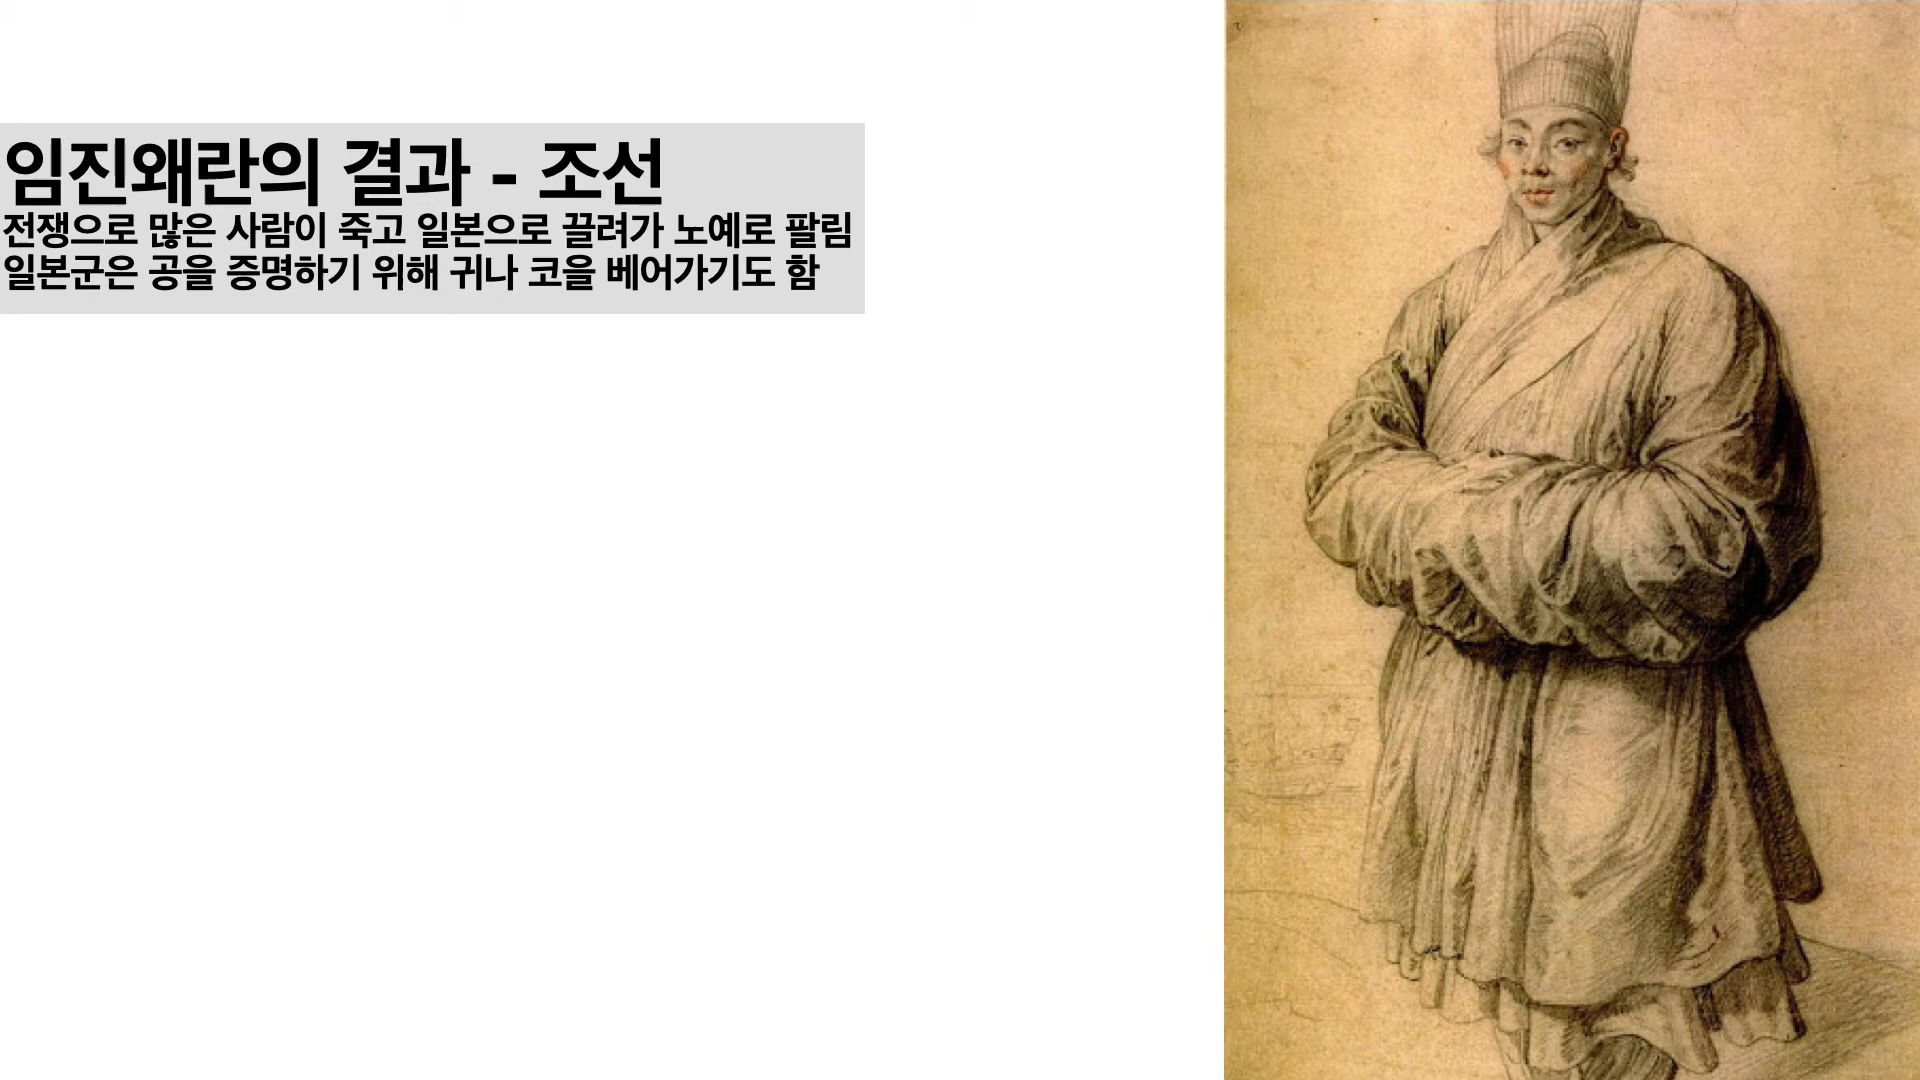 임진왜란의 결과 - 조선
전쟁으로 많은 사람이 죽고 일본으로 끌려가 노예로 팔림
일본군은 공을 증명하기 위해 귀나 코을 베어가기도 함